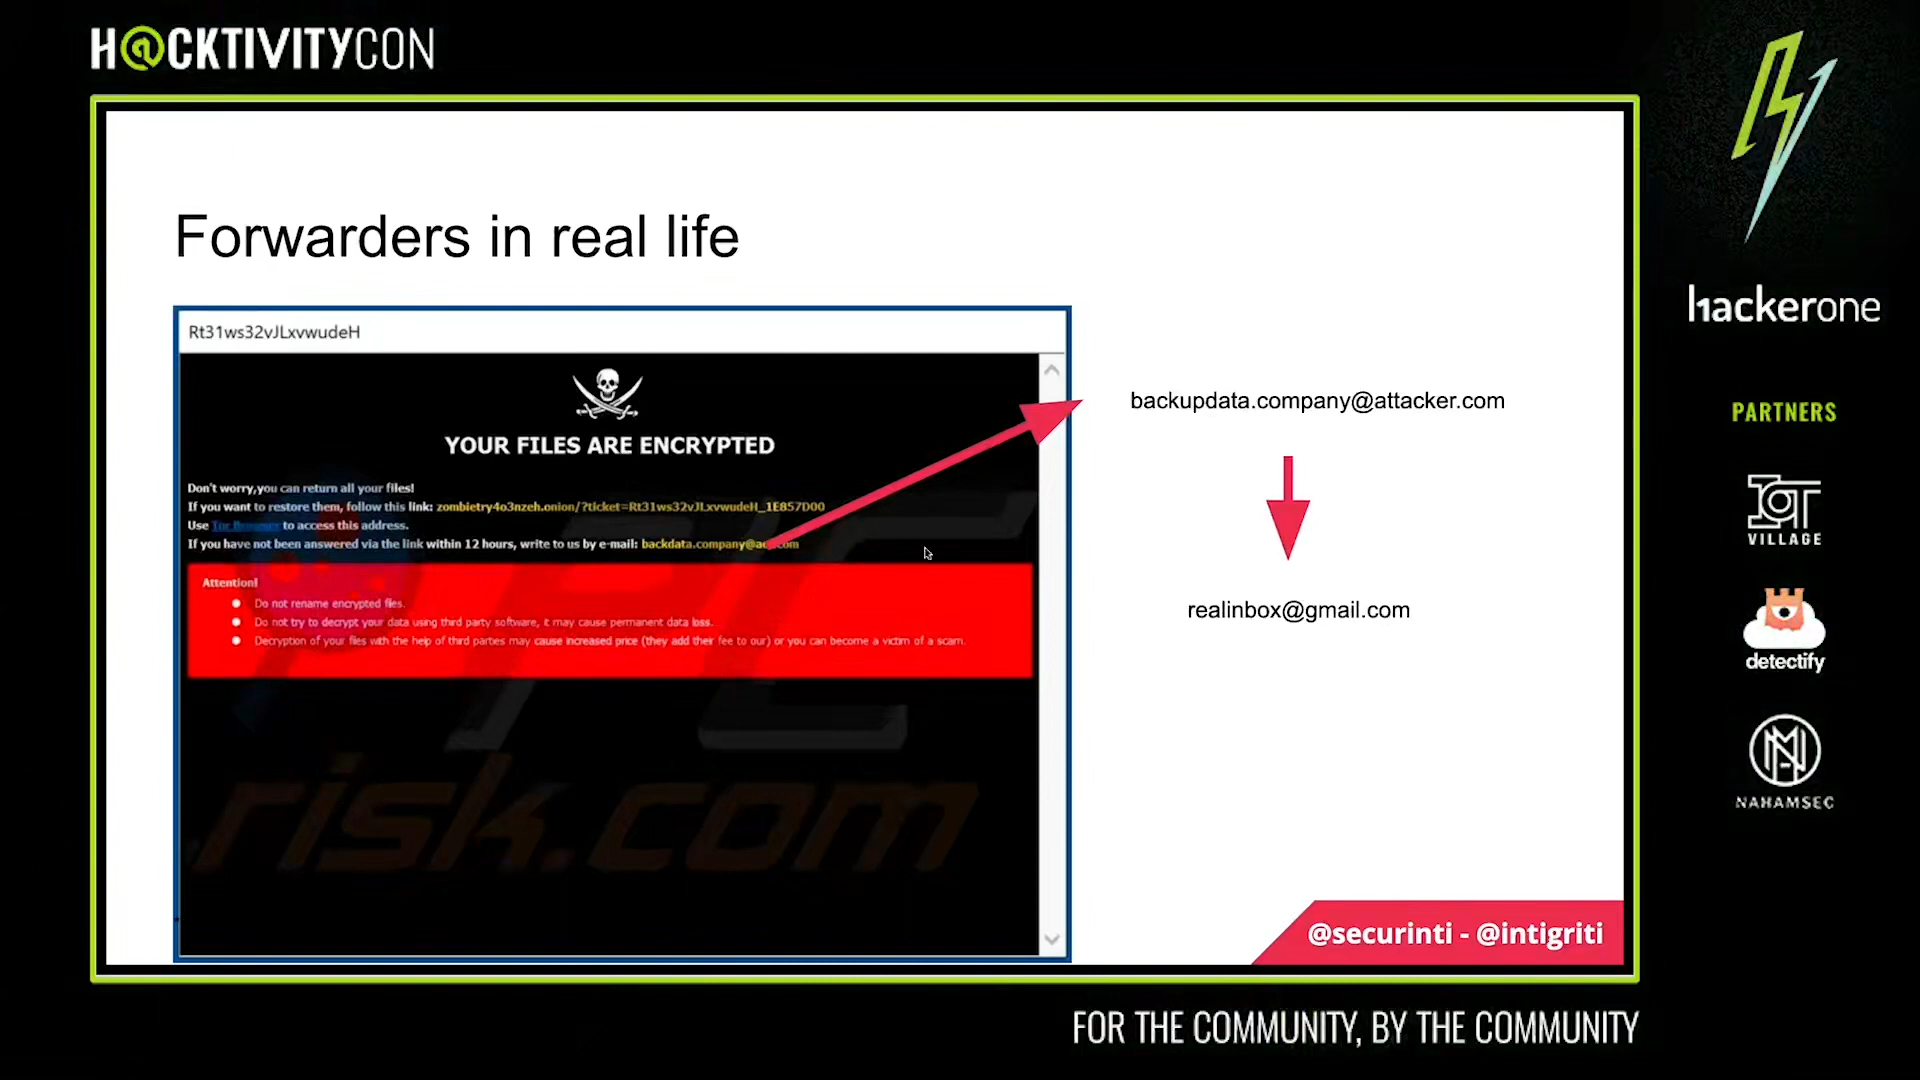 H@CKTIVITYCON
Forwarders in real life
Rt31ws32vJLxvwudeH
YOUR FILES ARE ENCRYPTED
Don't worry,you can return all your files!
If you want to restore them, follow this link: zombietry4o3nzeh.onion/?ticket=Rt31ws32vJLxvwudeH_1E857D00
Use Tor Browser to access this address.
If you have not been answered via the link within 12 hours, write to us by e-mail:
Attention!
Do not rename encrypted files.
Do not try to decrypt your data using third party software, it may cause permanent data loss.
Decryption of your files with the help of third parties may cause increased price (they add their fee to our) or you can become a victim of a scam.
risk.com
backupdata.company@attacker.com
realinbox@gmail.com
@securinti - @intigriti
hackerone
PARTNERS
IOT
VILLAGE
detectify
NAHAMSEC
FOR THE COMMUNITY, BY THE COMMUNITY